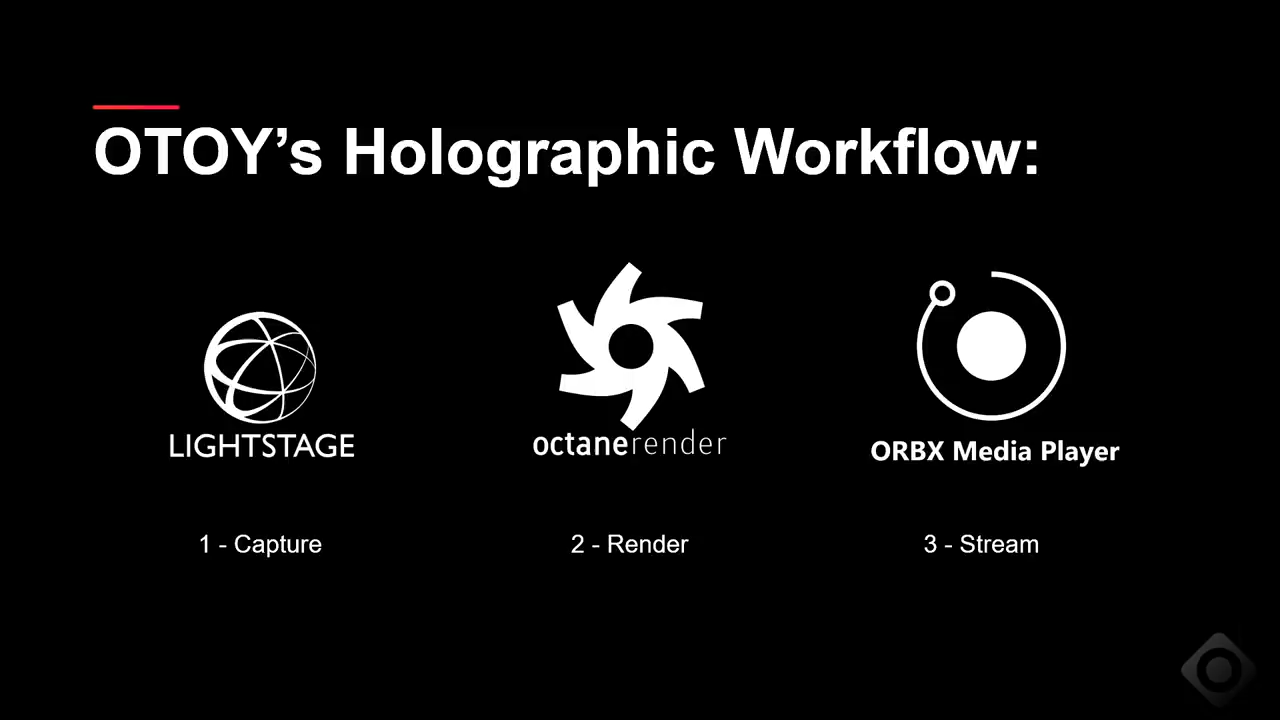 OTOY’s Holographic Workflow:
LIGHTSTAGE
octanerender
ORBX Media Player
1 - Capture
2 - Render
3 - Stream